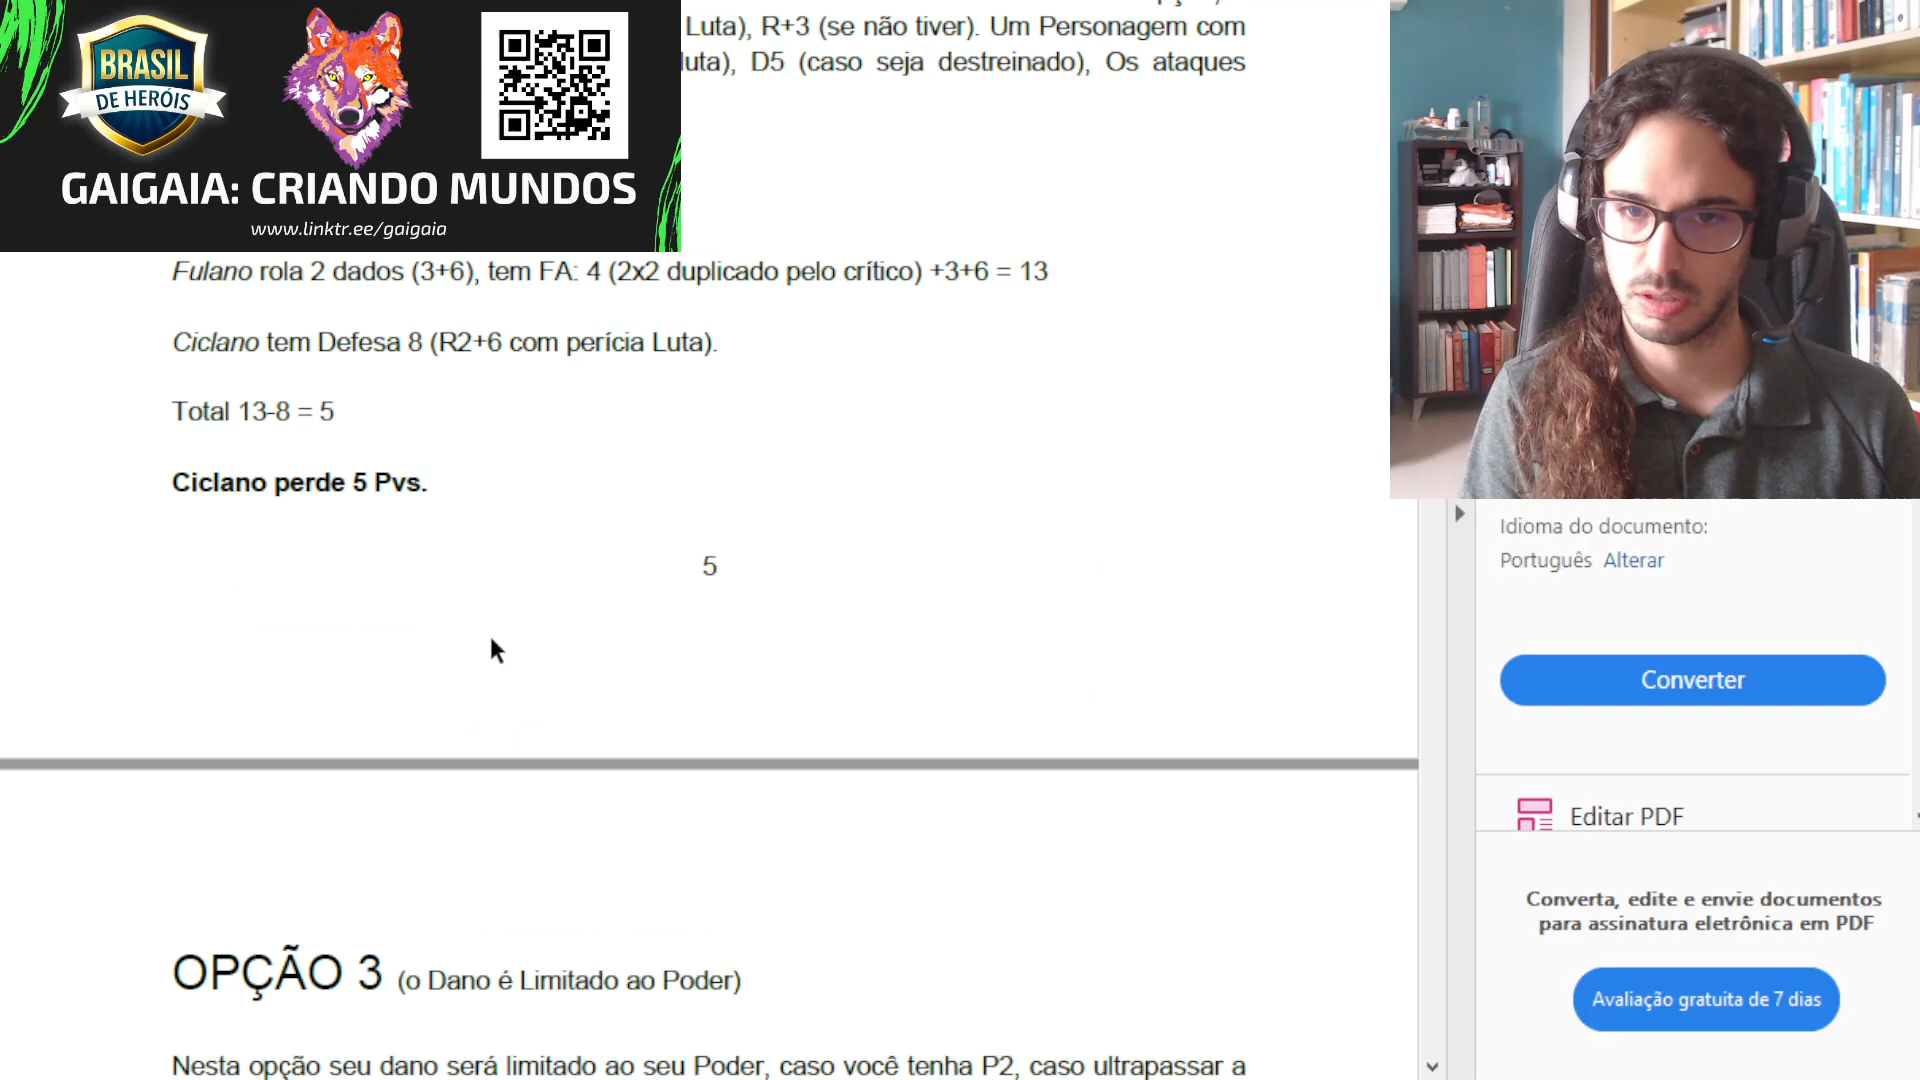 BRASIL
DE HERÓIS
GAIGAIA: CRIANDO MUNDOS
www.linktr.ee/gaigaia
Luta), R+3 (se não tiver). Um Personagem com
luta), D5 (caso seja destreinado), Os ataques
Fulano rola 2 dados (3+6), tem FA: 4 (2x2 duplicado pelo crítico) +3+6 = 13
Ciclano tem Defesa 8 (R2+6 com perícia Luta).
Total 13-8 = 5
Ciclano perde 5 Pvs.
5
OPÇÃO 3 (o Dano é Limitado ao Poder)
Nesta opção seu dano será limitado ao seu Poder, caso você tenha P2, caso ultrapassar a
Idioma do documento:
Português Alterar
Converter
Editar PDF
Converta, edite e envie documentos
para assinatura eletrônica em PDF
Avaliação gratuita de 7 dias